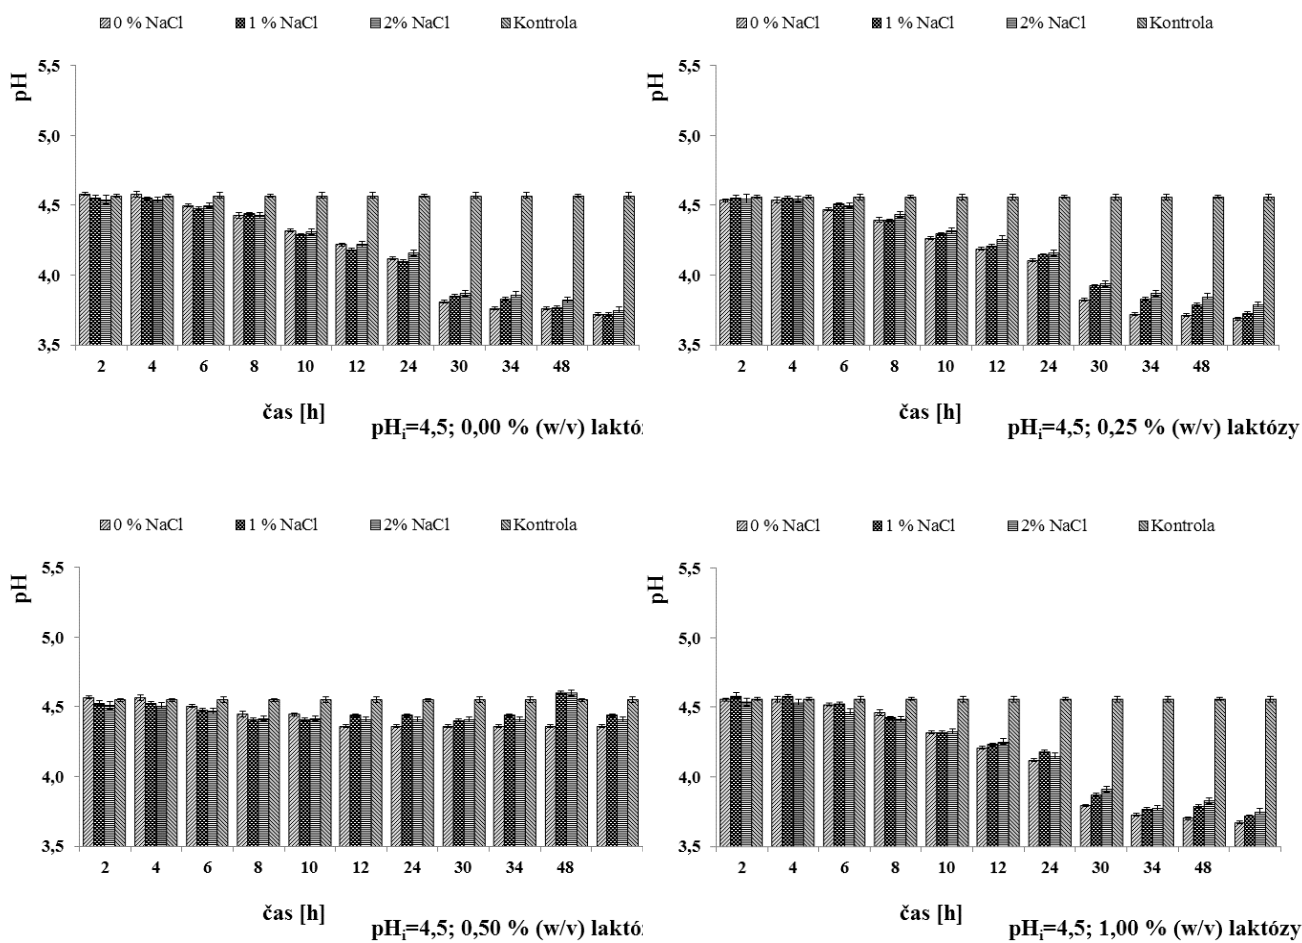 0 % NaCl 1 % NaCl 2% NaCl Kontrola
pH
5,5
5,0
4,5
4,0
3,5
2 4 6 8 10 12 24 30 34 48
čas [h]
pHi=4,5; 0,00 % (w/v) laktó
0 % NaCl 1 % NaCl 2% NaCl Kontrola
pH
5,5
5,0
4,5
4,0
3,5
2 4 6 8 10 12 24 30 34 48
čas [h]
pHi=4,5; 0,25 % (w/v) laktózy
0 % NaCl 1 % NaCl 2% NaCl Kontrola
pH
5,5
5,0
4,5
4,0
3,5
2 4 6 8 10 12 24 30 34 48
čas [h]
pHi=4,5; 0,50 % (w/v) laktó
0 % NaCl 1 % NaCl 2% NaCl Kontrola
pH
5,5
5,0
4,5
4,0
3,5
2 4 6 8 10 12 24 30 34 48
čas [h]
pHi=4,5; 1,00 % (w/v) laktózy